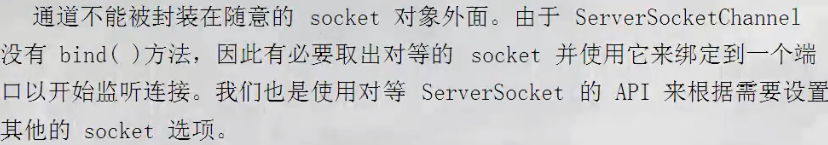 通道不能被封装在随意的 socket 对象外面。由于 ServerSocketChannel
没有 bind( )方法，因此有必要取出对等的 socket 并使用它来绑定到一个端
口以开始监听连接。我们也是使用对等 ServerSocket 的 API 来根据需要设置
其他的 socket 选项。